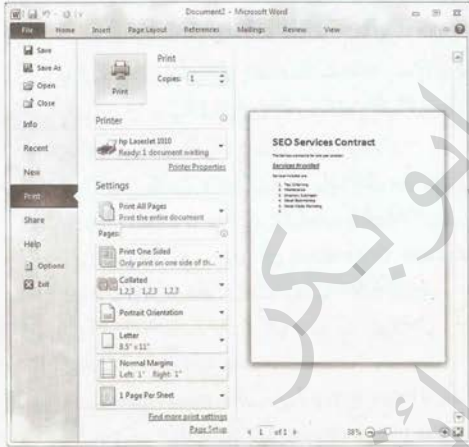 Document2 - Microsoft Word
File Home Insert Page Layout References Mailings Review View
Save
Save As
Open
Close
Info
Recent
New
Print
Share
Help
Options
Exit
Print
Print
Copies: 1
Printer
hp LaserJet 1010
Ready: 1 document waiting
Printer Properties
Settings
Print All Pages
Print the entire document
Pages:
Print One Sided
Only print on one side of th...
Collated
1,2,3 1,2,3 1,2,3
Portrait Orientation
Letter
8.5" x 11"
Normal Margins
Left: 1" Right: 1"
1 Page Per Sheet
Find more print settings
Page Setup
SEO Services Contract
Services Provided
1 of 1
38%